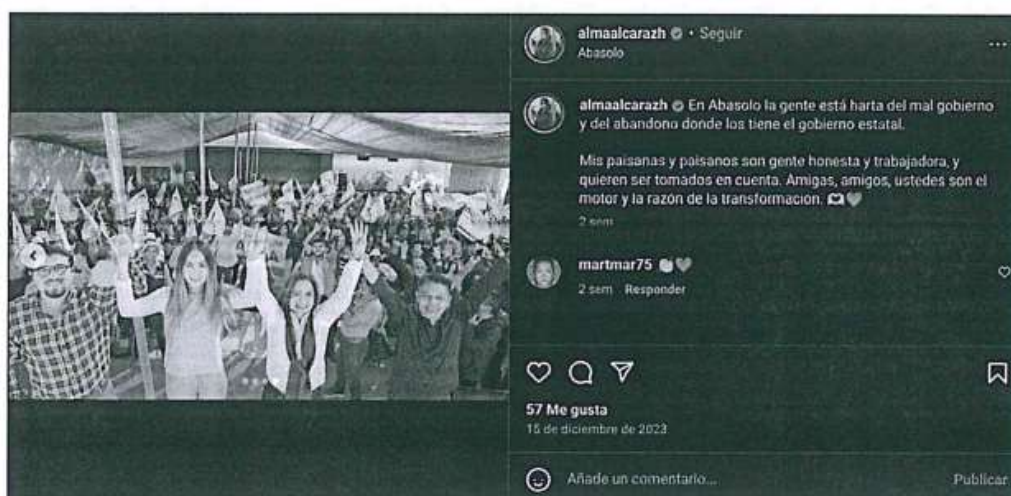 almaalcarazh • Seguir
Abasolo
almaalcarazh En Abasolo la gente está harta del mal gobierno
y del abandono donde los tiene el gobierno estatal.
Mis paisanas y paisanos son gente honesta y trabajadora, y
quieren ser tomados en cuenta. Amigas, amigos, ustedes son el
motor y la razón de la transformación. 🫶💚
2 sem
martmar75 👏💚
2 sem Responder
57 Me gusta
15 de diciembre de 2023
Añade un comentario...
Publicar